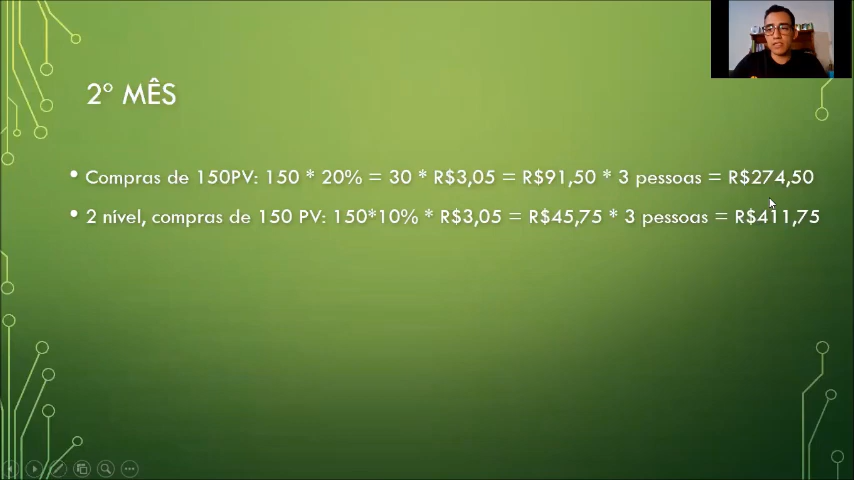 2º MÊS
• Compras de 150PV: 150 * 20% = 30 * R$3,05 = R$91,50 * 3 pessoas = R$274,50
• 2 nível, compras de 150 PV: 150*10% * R$3,05 = R$45,75 * 3 pessoas = R$411,75